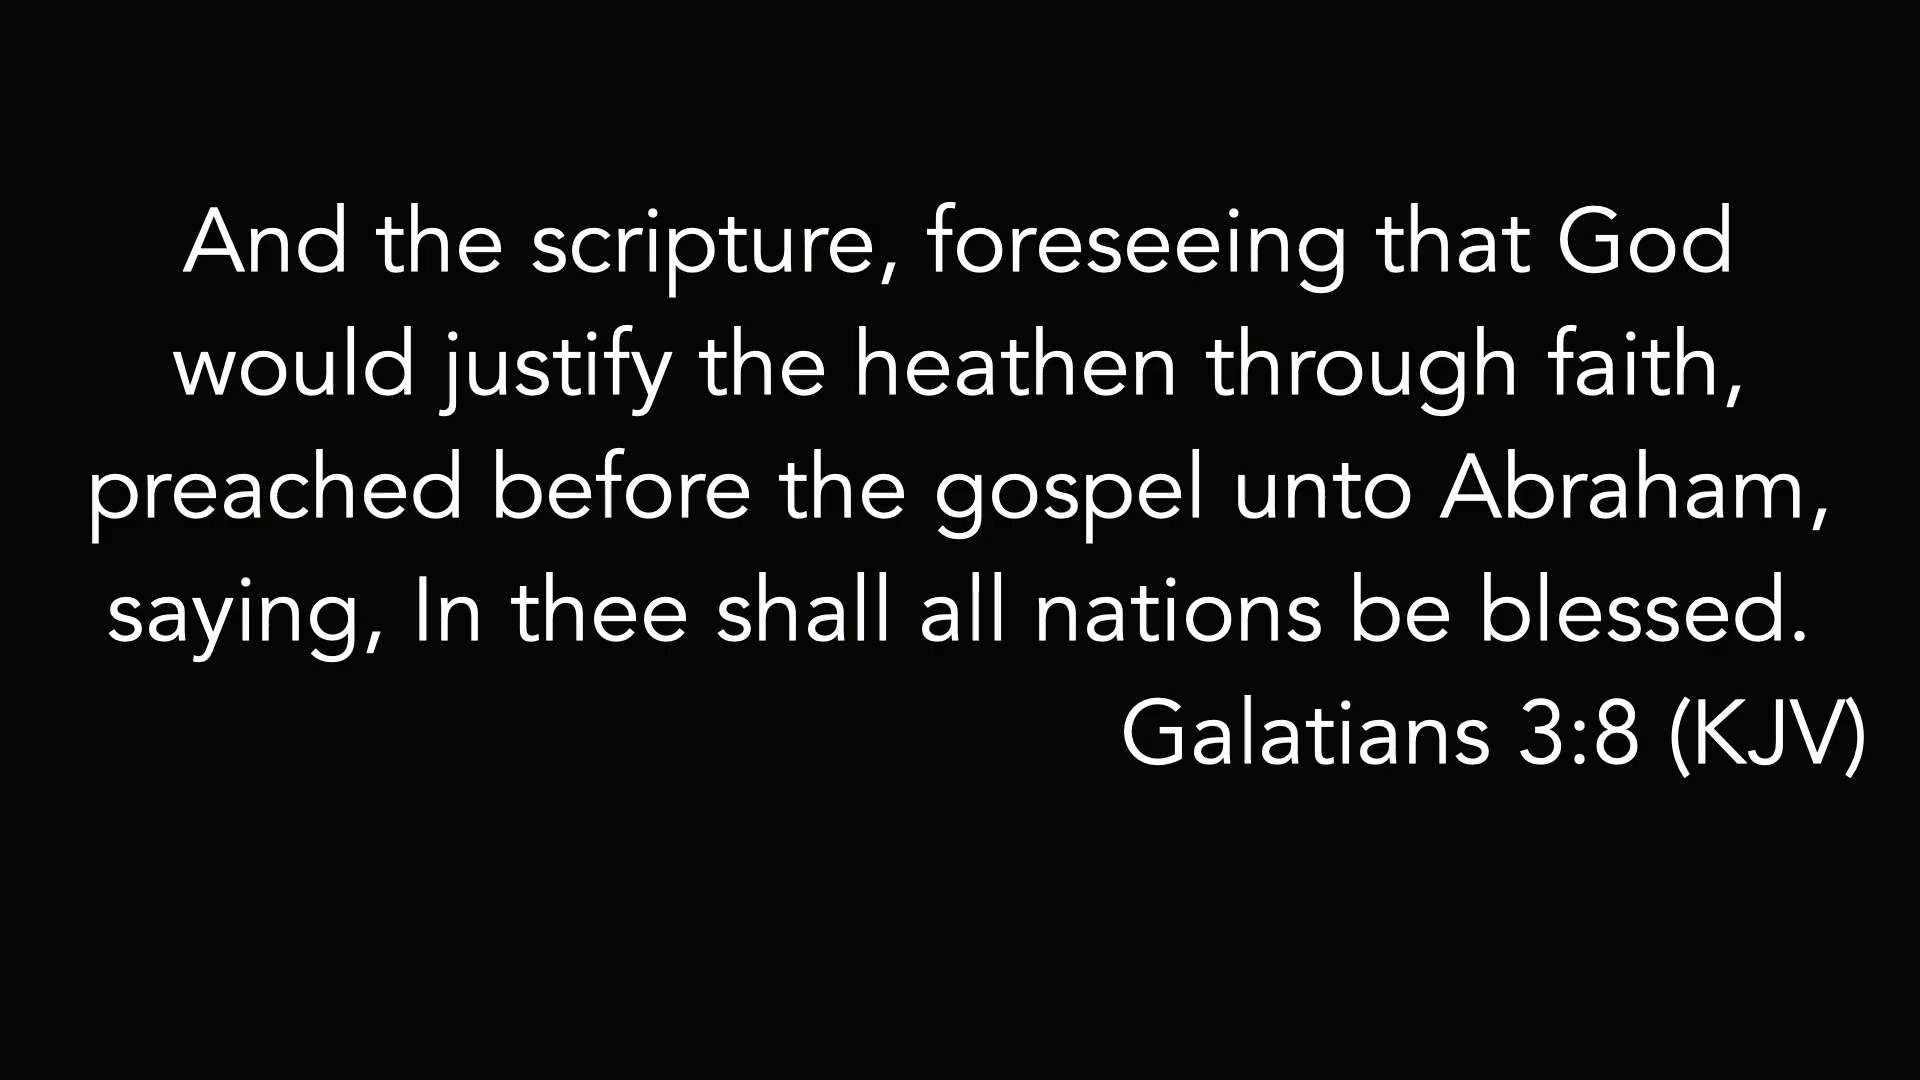 And the scripture, foreseeing that God
would justify the heathen through faith,
preached before the gospel unto Abraham,
saying, In thee shall all nations be blessed.
Galatians 3:8 (KJV)